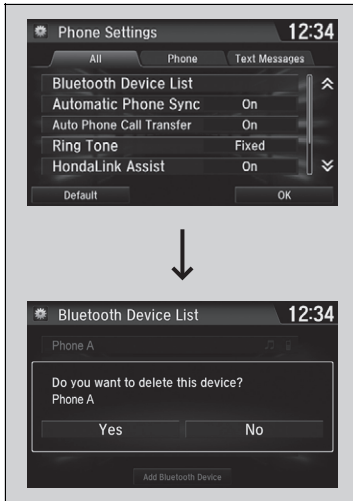 Phone Settings 12:34
All Phone Text Messages
Bluetooth Device List
Automatic Phone Sync On
Auto Phone Call Transfer On
Ring Tone Fixed
HondaLink Assist On
Default OK
Bluetooth Device List 12:34
Phone A
Do you want to delete this device?
Phone A
Yes No
Add Bluetooth Device